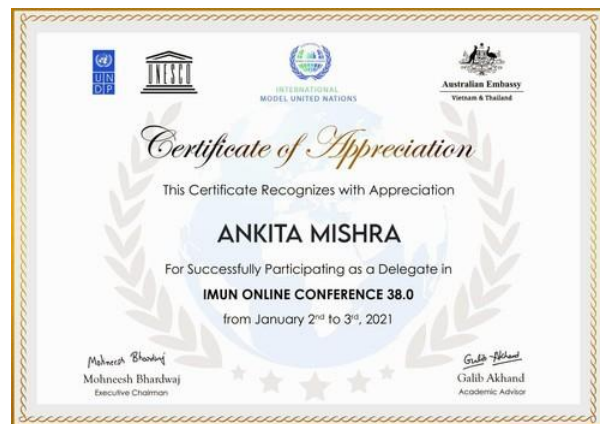 UN
DP
UNESCO
INTERNATIONAL
MODEL UNITED NATIONS
Australian Embassy
Vietnam & Thailand
Certificate of Appreciation
This Certificate Recognizes with Appreciation
ANKITA MISHRA
For Successfully Participating as a Delegate in
IMUN ONLINE CONFERENCE 38.0
from January 2nd to 3rd, 2021
Mohneesh Bhardwaj
Mohneesh Bhardwaj
Executive Chairman
Galib Akhand
Galib Akhand
Academic Advisor